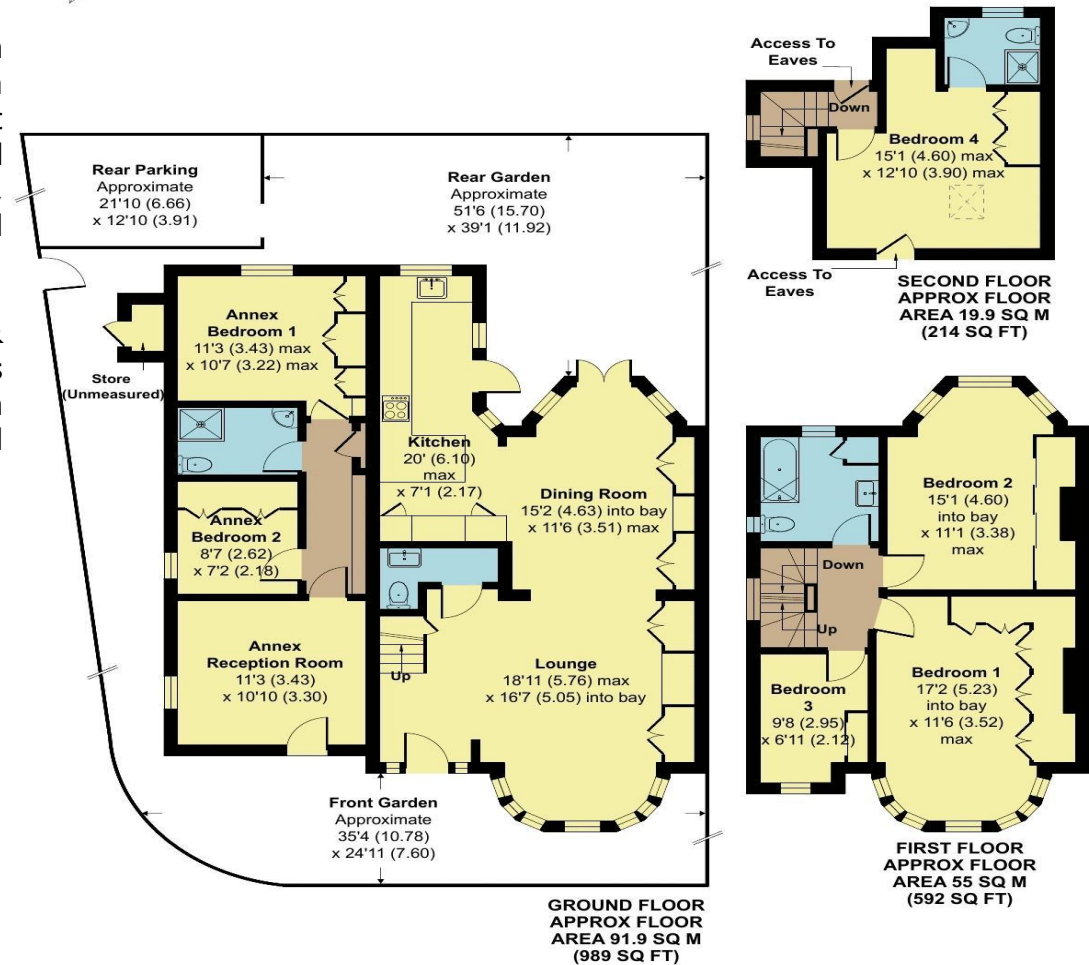 Access To
Eaves
Down
Bedroom 4
15'1 (4.60) max
x 12'10 (3.90) max
Access To
Eaves
SECOND FLOOR
APPROX FLOOR
AREA 19.9 SQ M
(214 SQ FT)
Rear Parking
Approximate
21'10 (6.66)
x 12'10 (3.91)
Rear Garden
Approximate
51'6 (15.70)
x 39'1 (11.92)
Annex
Bedroom 1
11'3 (3.43) max
x 10'7 (3.22) max
Store
(Unmeasured)
Kitchen
20' (6.10)
max
x 7'1 (2.17)
Dining Room
15'2 (4.63) into bay
x 11'6 (3.51) max
Annex
Bedroom 2
8'7 (2.62)
x 7'2 (2.18)
Annex
Reception Room
11'3 (3.43)
x 10'10 (3.30)
Up
Lounge
18'11 (5.76) max
x 16'7 (5.05) into bay
Front Garden
Approximate
35'4 (10.78)
x 24'11 (7.60)
GROUND FLOOR
APPROX FLOOR
AREA 91.9 SQ M
(989 SQ FT)
Bedroom 2
15'1 (4.60)
into bay
x 11'1 (3.38)
max
Down
Up
Bedroom 1
17'2 (5.23)
into bay
x 11'6 (3.52)
max
Bedroom
3
9'8 (2.95)
x 6'11 (2.12)
FIRST FLOOR
APPROX FLOOR
AREA 55 SQ M
(592 SQ FT)